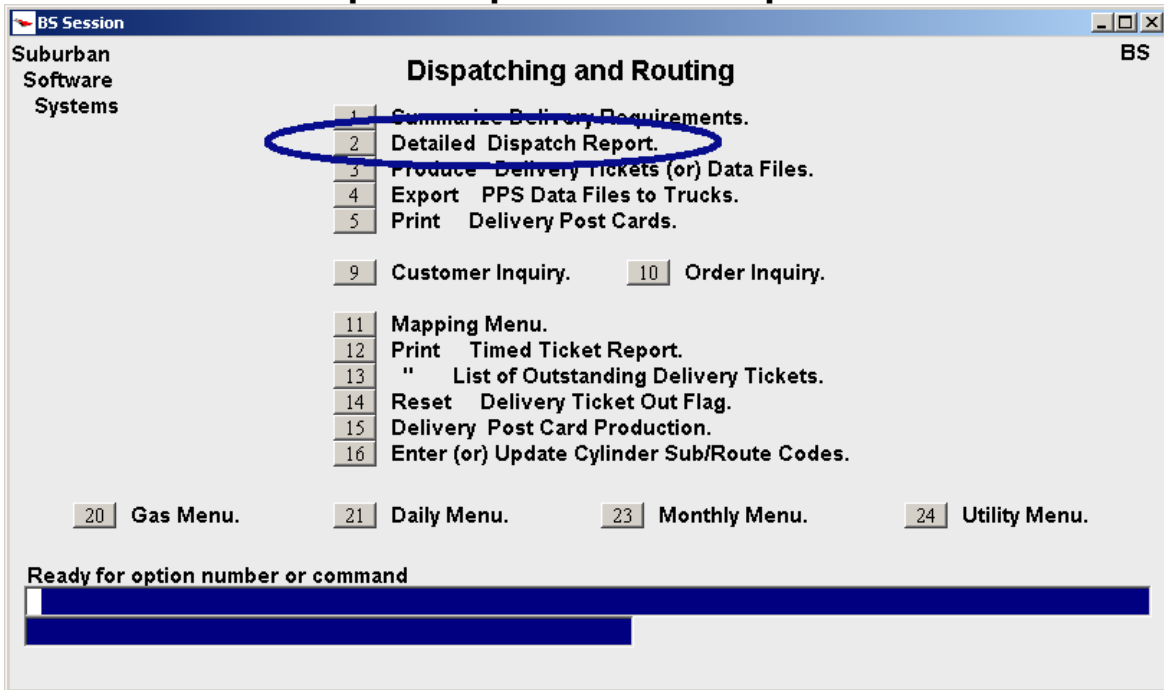 BS Session
Suburban
Software
Systems
BS
Dispatching and Routing
1 Summarize Delivery Requirements.
2 Detailed Dispatch Report.
3 Produce Delivery Tickets (or) Data Files.
4 Export PPS Data Files to Trucks.
5 Print Delivery Post Cards.
9 Customer Inquiry. 10 Order Inquiry.
11 Mapping Menu.
12 Print Timed Ticket Report.
13 " List of Outstanding Delivery Tickets.
14 Reset Delivery Ticket Out Flag.
15 Delivery Post Card Production.
16 Enter (or) Update Cylinder Sub/Route Codes.
20 Gas Menu. 21 Daily Menu. 23 Monthly Menu. 24 Utility Menu.
Ready for option number or command